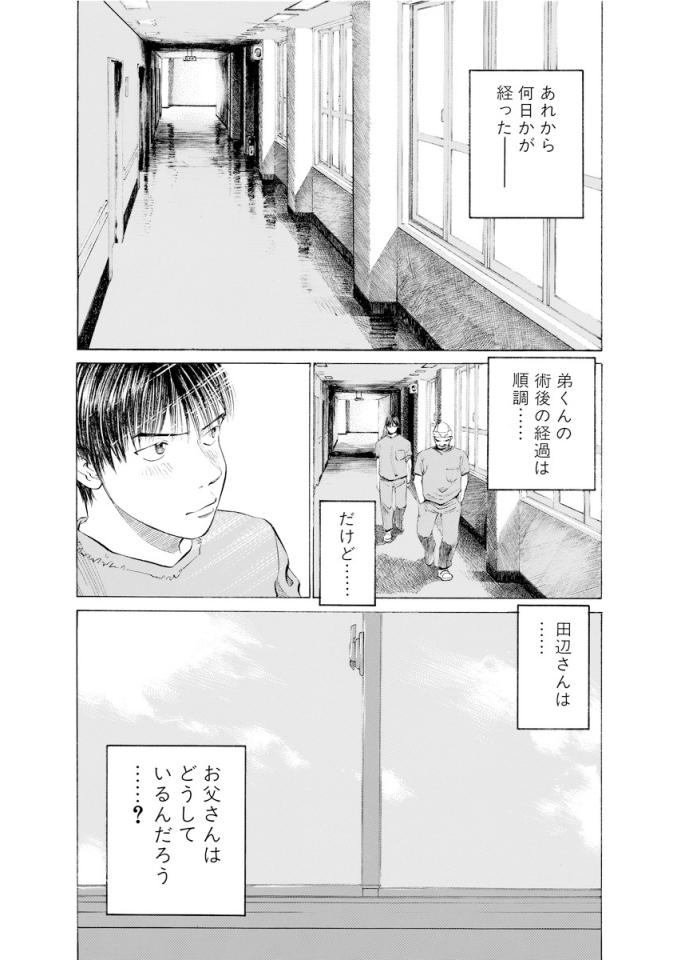 あれから
何日かが
経った――
弟くんの
術後の経過は
順調……
だけど……
田辺さんは
……
お父さんは
どうして
いるんだろう
……?